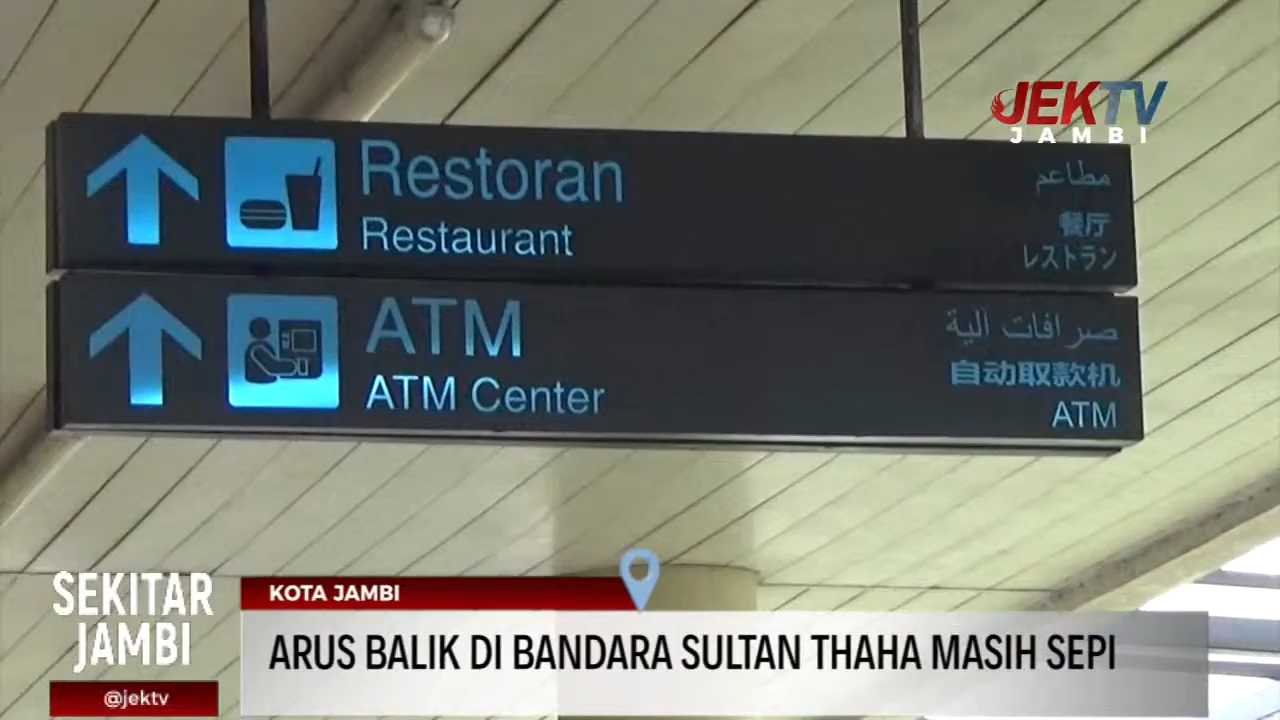 JEKTV
JAMBI
Restoran
Restaurant
مطاعم
餐厅
レストラン
ATM
ATM Center
صرافات آلية
自动取款机
ATM
SEKITAR
JAMBI
@jektv
KOTA JAMBI
ARUS BALIK DI BANDARA SULTAN THAHA MASIH SEPI